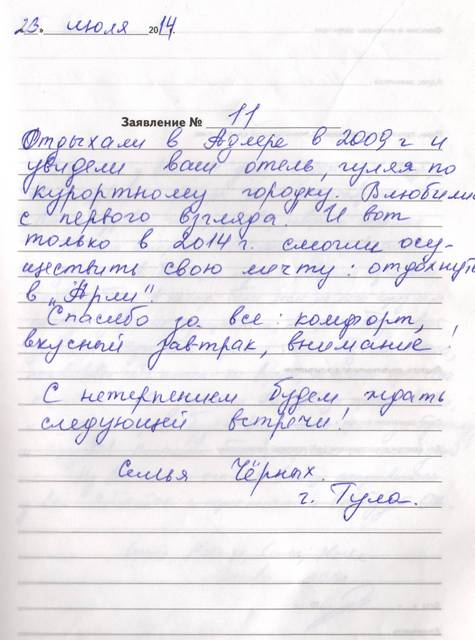 23. июля 2014.
Заявление № 11
Отдыхали в Адлере в 2009 г и
увидели ваш отель, гуляя по
курортному городку. Влюбились
с первого взгляда. И вот
только в 2014 г. смогли осу-
ществить свою мечту: отдохнуть
в „Арли".
Спасибо за все: комфорт,
вкусный завтрак, внимание!
С нетерпением будем ждать
следующей встречи!
Семья Чёрных.
г. Тула.